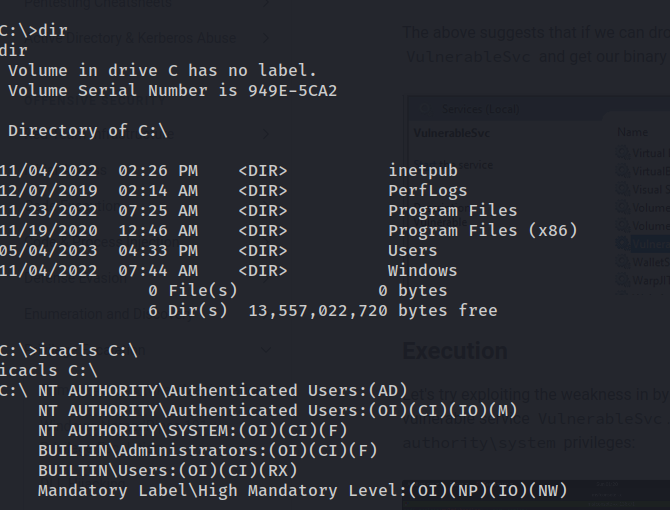 C:\>dir
dir
 Volume in drive C has no label.
 Volume Serial Number is 949E-5CA2

 Directory of C:\

11/04/2022  02:26 PM    <DIR>          inetpub
12/07/2019  02:14 AM    <DIR>          PerfLogs
11/23/2022  07:25 AM    <DIR>          Program Files
11/19/2020  12:46 AM    <DIR>          Program Files (x86)
05/04/2023  04:33 PM    <DIR>          Users
11/04/2022  07:44 AM    <DIR>          Windows
               0 File(s)              0 bytes
               6 Dir(s)  13,557,022,720 bytes free

C:\>icacls C:\
icacls C:\
C:\ NT AUTHORITY\Authenticated Users:(AD)
    NT AUTHORITY\Authenticated Users:(OI)(CI)(IO)(M)
    NT AUTHORITY\SYSTEM:(OI)(CI)(F)
    BUILTIN\Administrators:(OI)(CI)(F)
    BUILTIN\Users:(OI)(CI)(RX)
    Mandatory Label\High Mandatory Level:(OI)(NP)(IO)(NW)
The above suggests that if we can
VulnerableSvc and get our binary
Services (Local)
VulnerableSvc
Name
Execution
Let's try exploiting the weakness in
vulnerable service VulnerableSvc
authority\system privileges: